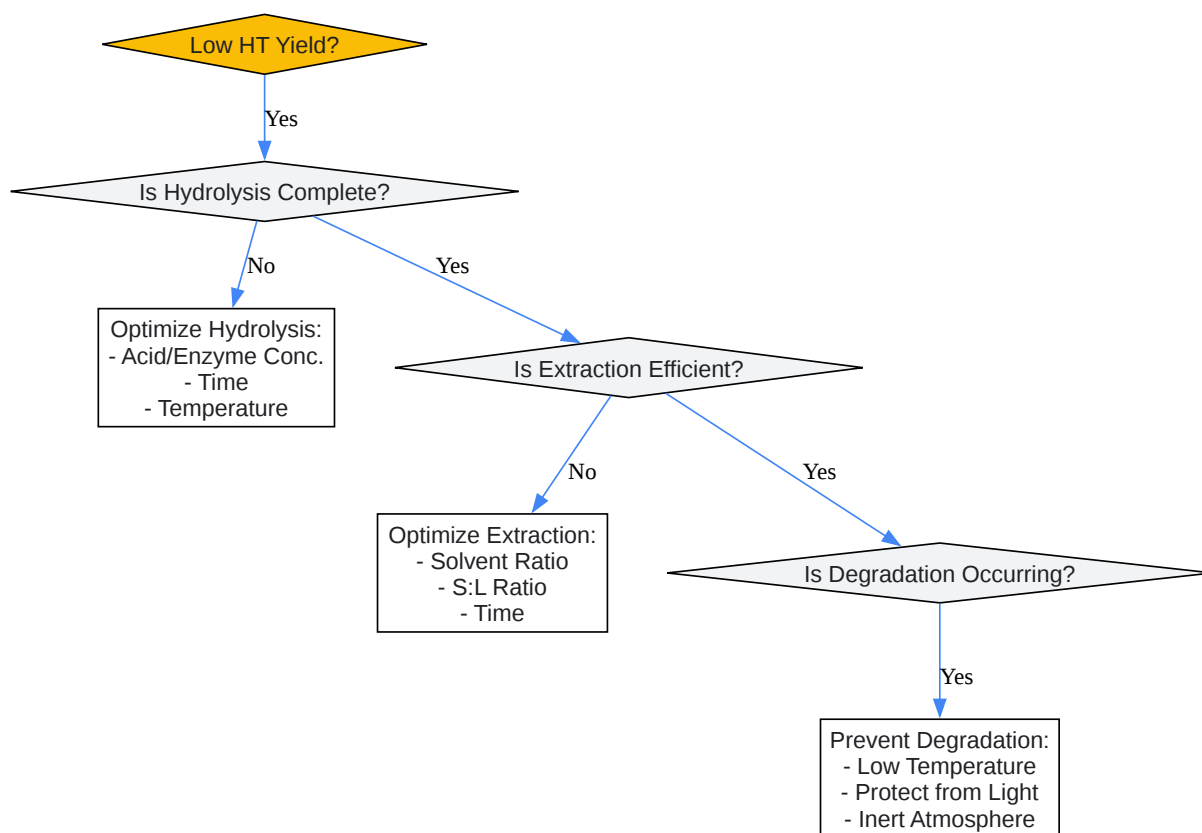 Low HT Yield?
Yes
Is Hydrolysis Complete?
No
Yes
Optimize Hydrolysis:
- Acid/Enzyme Conc.
- Time
- Temperature
Is Extraction Efficient?
No
Yes
Optimize Extraction:
- Solvent Ratio
- S:L Ratio
- Time
Is Degradation Occurring?
Yes
Prevent Degradation:
- Low Temperature
- Protect from Light
- Inert Atmosphere